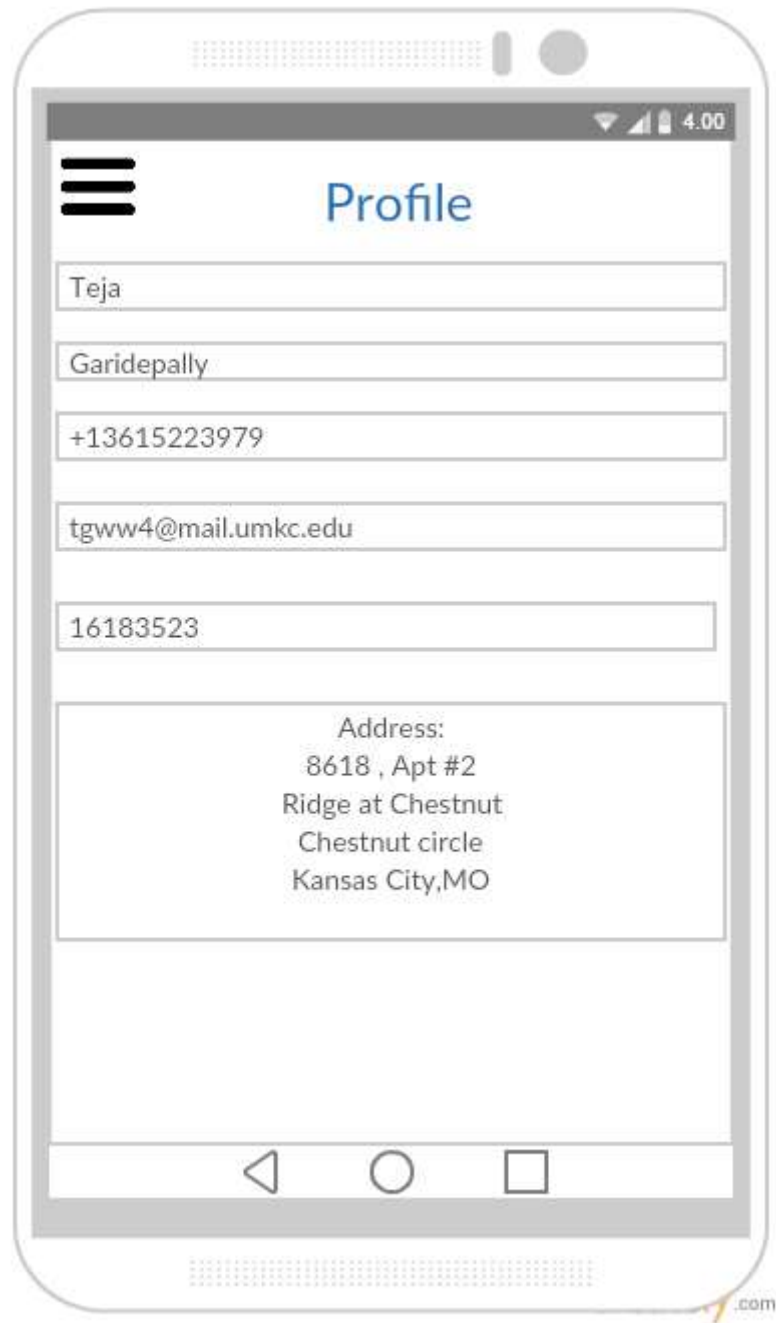 4.00
Profile
Teja
Garidepally
+13615223979
tgww4@mail.umkc.edu
16183523
Address:
8618 , Apt #2
Ridge at Chestnut
Chestnut circle
Kansas City,MO
.com